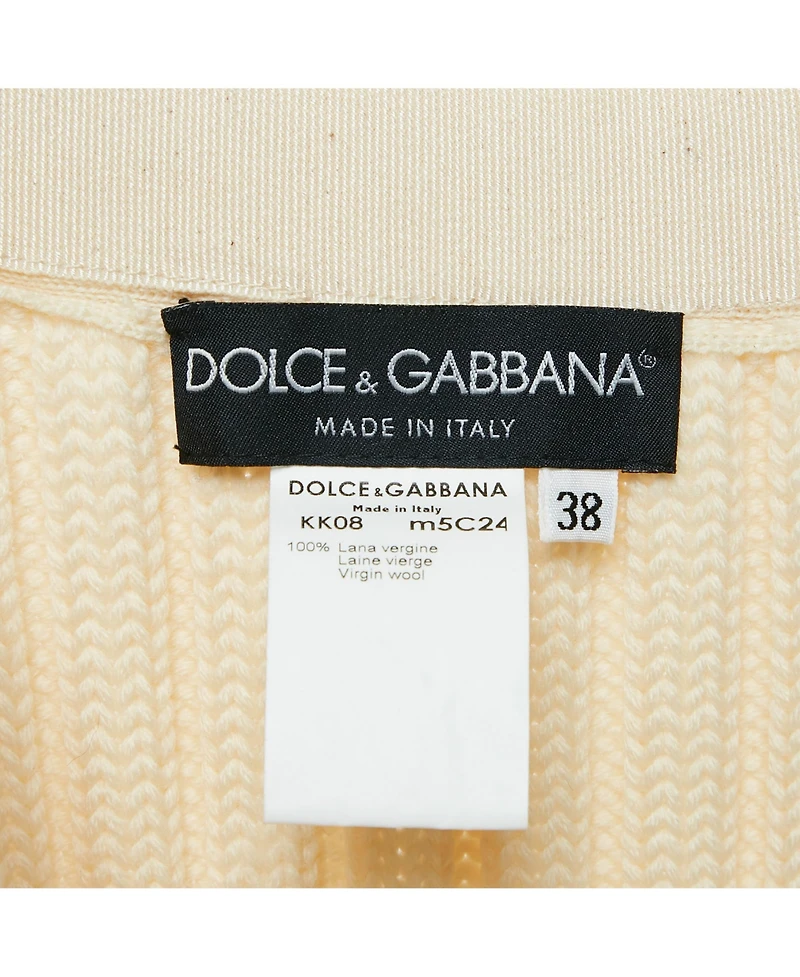 DOLCE & GABBANA®
MADE IN ITALY
DOLCE&GABBANA
Made in Italy
KK08 m5C24
100% Lana vergine
Laine vierge
Virgin wool
38